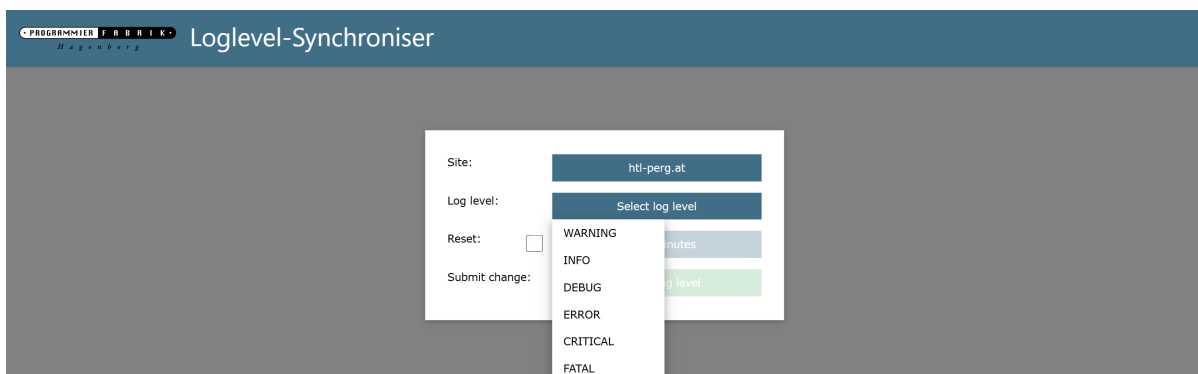 · PROGRAMMIER FABRIK ·
Hagenberg
Loglevel-Synchroniser
Site:
htl-perg.at
Log level:
Select log level
WARNING
Reset:
INFO
DEBUG
Submit change:
level
ERROR
CRITICAL
FATAL